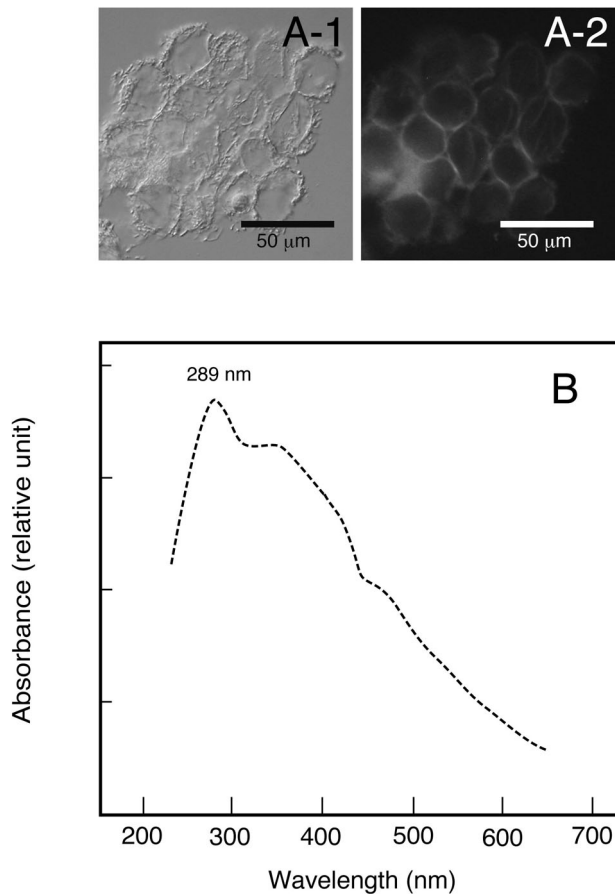 A-1
A-2
50 μm
50 μm
289 nm
B
Absorbance (relative unit)
200 300 400 500 600 700
Wavelength (nm)